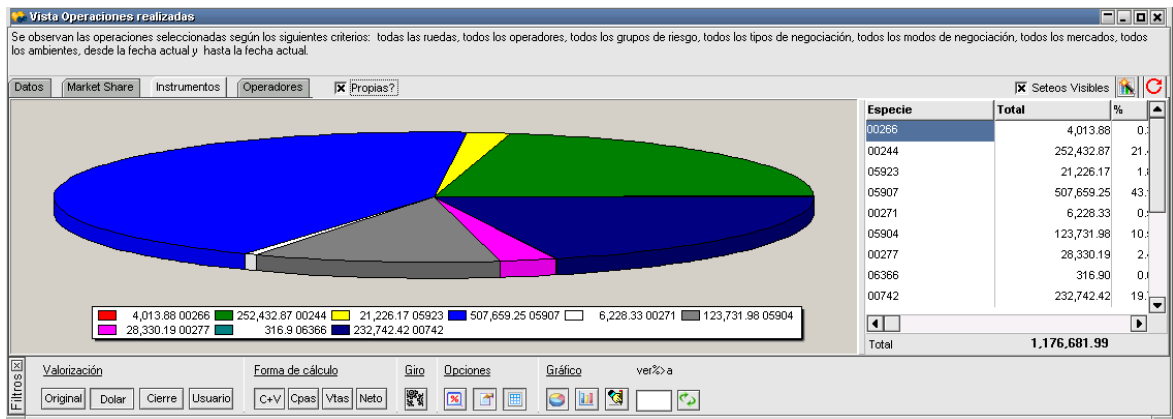 Vista Operaciones realizadas
Se observan las operaciones seleccionadas según los siguientes criterios: todas las ruedas, todos los operadores, todos los grupos de riesgo, todos los tipos de negociación, todos los modos de negociación, todos los mercados, todos
los ambientes, desde la fecha actual y hasta la fecha actual.
Datos Market Share Instrumentos Operadores Propias? Seteos Visibles
Especie Total %
00266 4,013.88
00244 252,432.87 21.
05923 21,226.17
05907 507,659.25 43.
00271 6,228.33
05904 123,731.98 10.
00277 28,330.19 2.
06366 316.90
00742 232,742.42 19.
Total 1,176,681.99
4,013.88 00266 252,432.87 00244 21,226.17 05923 507,659.25 05907 6,228.33 00271 123,731.98 05904
28,330.19 00277 316.9 06366 232,742.42 00742
Filtros
Valorización Forma de cálculo Giro Opciones Gráfico ver%>a
Original Dolar Cierre Usuario C+V Cpas Vtas Neto